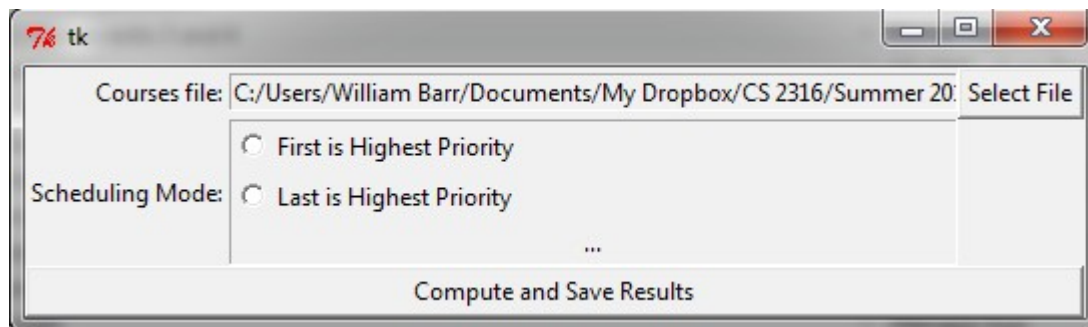 tk
Courses file: C:/Users/William Barr/Documents/My Dropbox/CS 2316/Summer 20 Select File
First is Highest Priority
Scheduling Mode:
Last is Highest Priority
...
Compute and Save Results